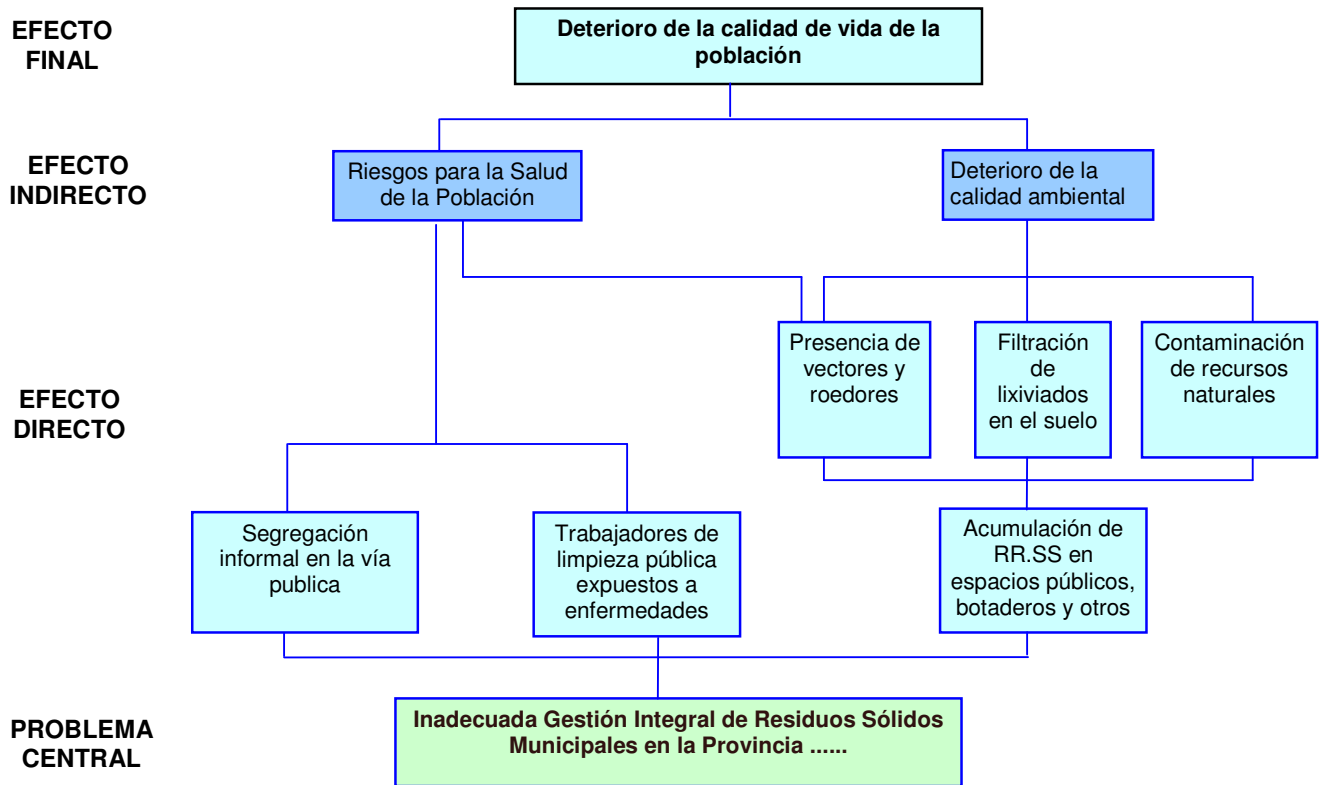 EFECTO
FINAL
Deterioro de la calidad de vida de la
población
EFECTO
INDIRECTO
Riesgos para la Salud
de la Población
Deterioro de la
calidad ambiental
EFECTO
DIRECTO
Presencia de
vectores y
roedores
Filtración
de
lixiviados
en el suelo
Contaminación
de recursos
naturales
Segregación
informal en la vía
publica
Trabajadores de
limpieza pública
expuestos a
enfermedades
Acumulación de
RR.SS en
espacios públicos,
botaderos y otros
PROBLEMA
CENTRAL
Inadecuada Gestión Integral de Residuos Sólidos
Municipales en la Provincia ......